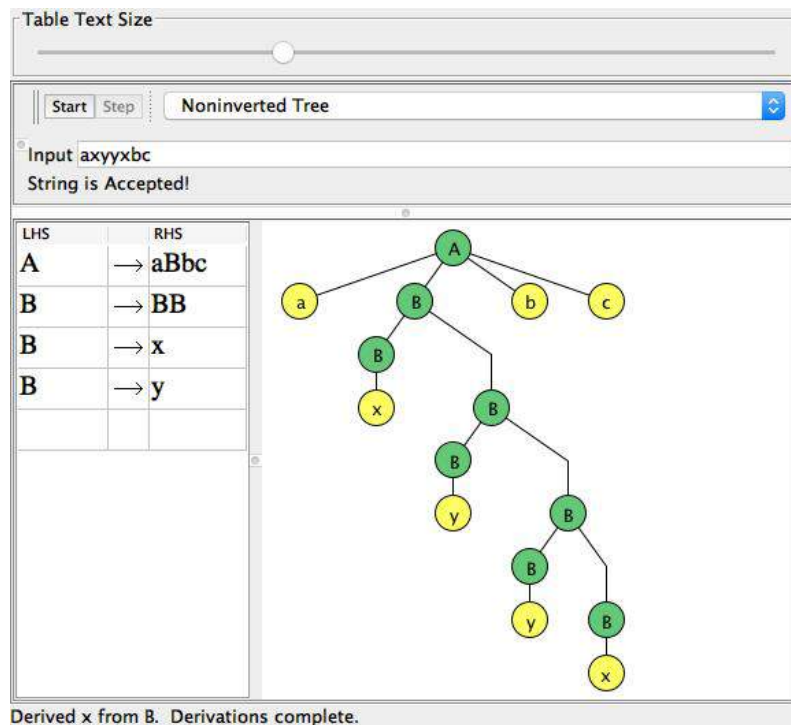 Table Text Size
Start Step Noninverted Tree
Input axyyxbc
String is Accepted!
LHS RHS
A → aBbc
B → BB
B → x
B → y
A
a B b c
B
x B
B
y B
B
y B
x
Derived x from B. Derivations complete.